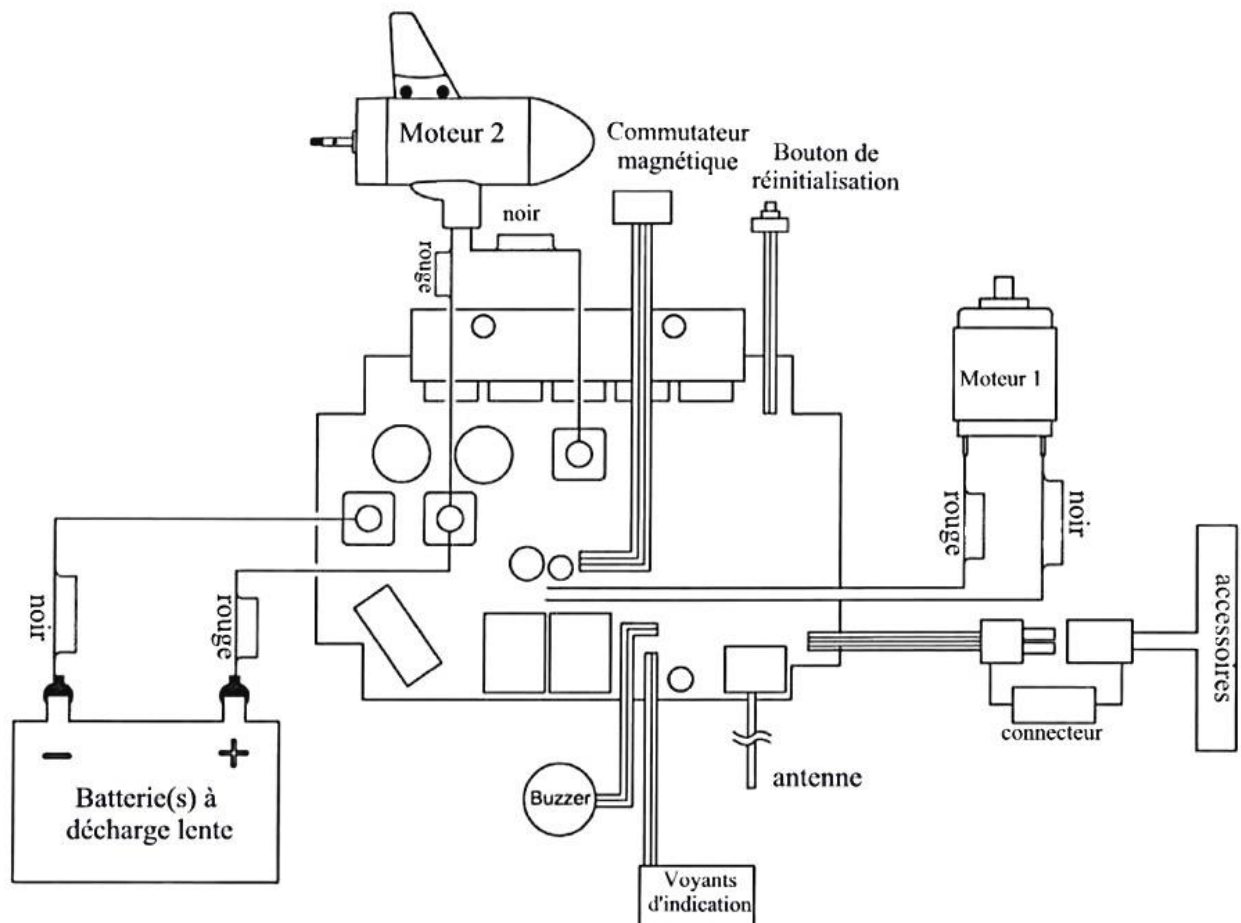 Moteur 2
Commutateur
magnétique
Bouton de
réinitialisation
noir
rouge
Moteur 1
rouge
noir
accessoires
noir
rouge
connecteur
antenne
Buzzer
− +
Batterie(s) à
décharge lente
Voyants
d'indication